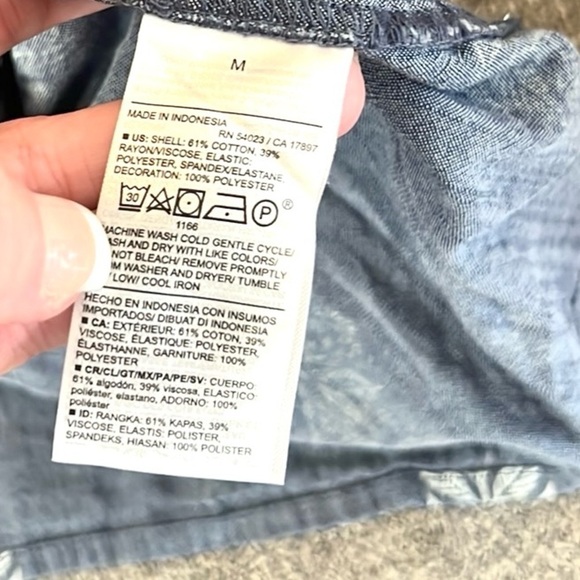 M
MADE IN INDONESIA
RN 54023 / CA 17897
■ US: SHELL: 61% COTTON, 39%
RAYON/VISCOSE, ELASTIC:
POLYESTER, SPANDEX/ELASTANE,
DECORATION: 100% POLYESTER
30 P ®
1166
MACHINE WASH COLD GENTLE CYCLE/
WASH AND DRY WITH LIKE COLORS/
NOT BLEACH/ REMOVE PROMPTLY
WASHER AND DRYER/ TUMBLE
LOW/ COOL IRON
HECHO EN INDONESIA CON INSUMOS
IMPORTADOS/ DIBUAT DI INDONESIA
■ CA: EXTÉRIEUR: 61% COTON, 39%
VISCOSE, ÉLASTIQUE: POLYESTER,
ÉLASTHANNE, GARNITURE: 100%
POLYESTER
■ CR/CL/GT/MX/PA/PE/SV: CUERPO:
61% algodón, 39% viscosa, ELASTICO:
poliéster, elastano, ADORNO: 100%
poliéster
■ ID: RANGKA: 61% KAPAS, 39%
VISCOSE, ELASTIS: POLISTER,
SPANDEKS, HIASAN: 100% POLISTER